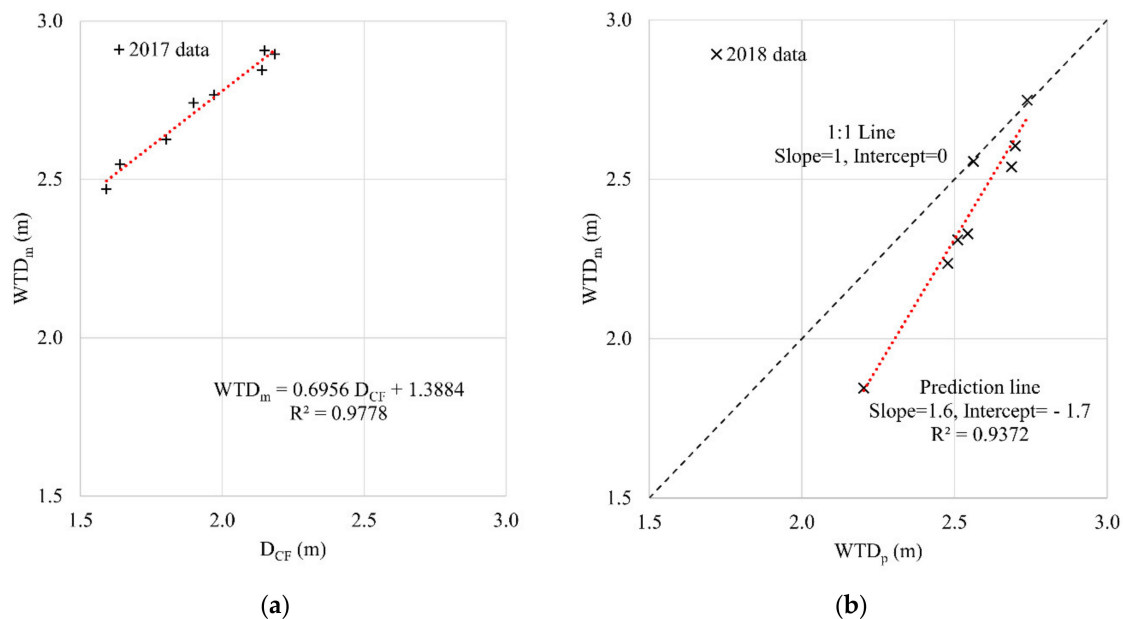 3.0
2.5
2.0
1.5
WTDₘ (m)
+ 2017 data
WTDₘ = 0.6956 D_CF + 1.3884
R² = 0.9778
1.5 2.0 2.5 3.0
D_CF (m)
(a)
3.0
2.5
2.0
1.5
WTDₘ (m)
× 2018 data
1:1 Line
Slope=1, Intercept=0
Prediction line
Slope=1.6, Intercept= - 1.7
R² = 0.9372
1.5 2.0 2.5 3.0
WTDₚ (m)
(b)